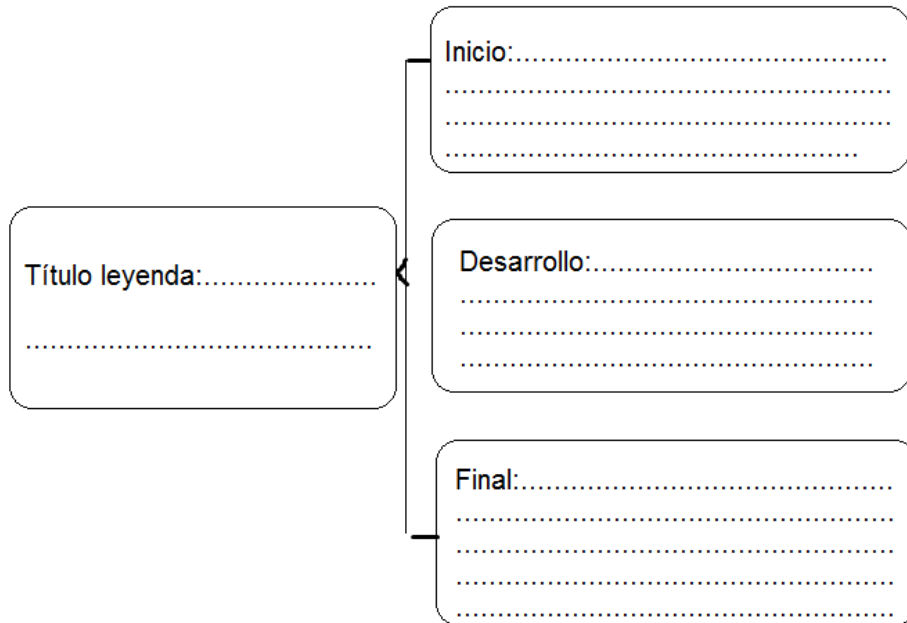 Inicio:.............................................
......................................................
......................................................
..................................................
Título leyenda:.....................
..........................................
Desarrollo:..................................
..................................................
..................................................
..................................................
Final:.............................................
.....................................................
.....................................................
.....................................................
.....................................................